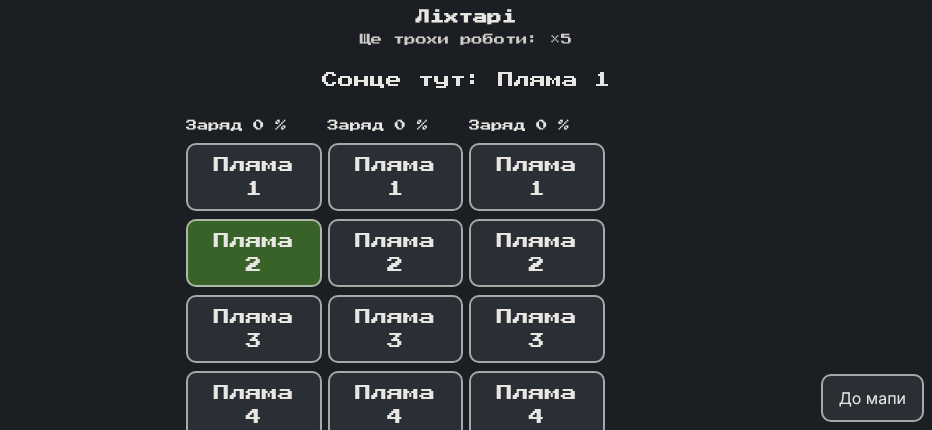 Ліхтарі
Ще трохи роботи: ×5
Сонце тут: Пляма 1
Заряд 0 % Заряд 0 % Заряд 0 %
Пляма 1 Пляма 1 Пляма 1
Пляма 2 Пляма 2 Пляма 2
Пляма 3 Пляма 3 Пляма 3
Пляма 4 Пляма 4 Пляма 4
До мапи